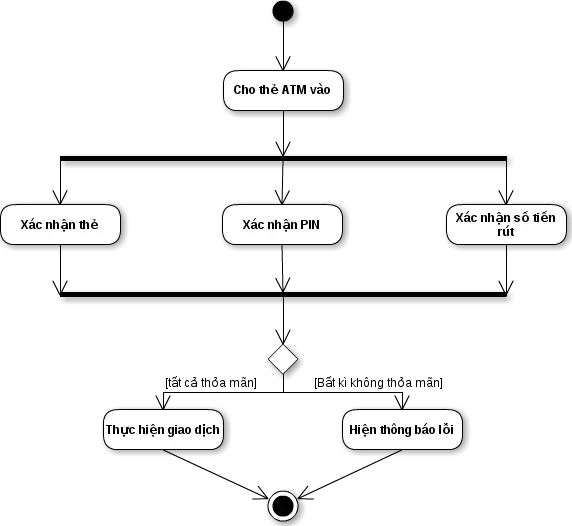 Cho thẻ ATM vào
Xác nhận thẻ
Xác nhận PIN
Xác nhận số tiền
rút
[tất cả thỏa mãn]
[Bất kì không thỏa mãn]
Thực hiện giao dịch
Hiện thông báo lỗi